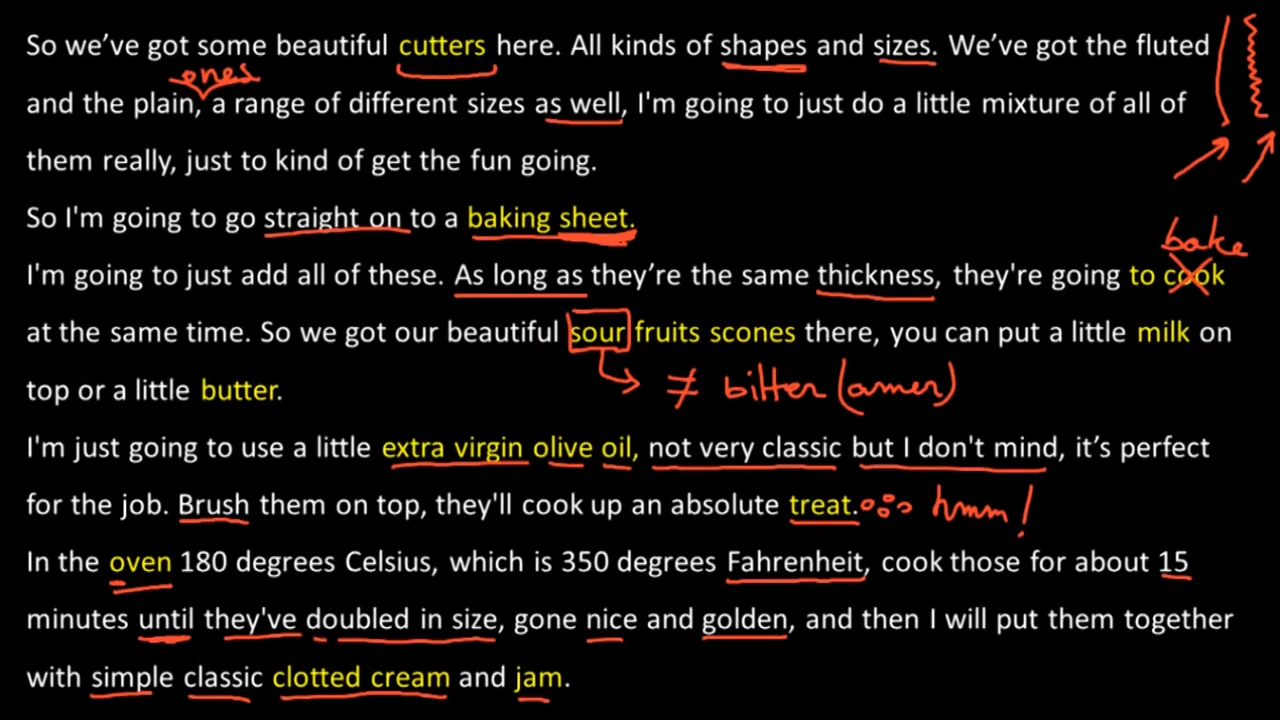 So we’ve got some beautiful cutters here. All kinds of shapes and sizes. We’ve got the fluted
ones
and the plain, a range of different sizes as well, I'm going to just do a little mixture of all of
them really, just to kind of get the fun going.
So I'm going to go straight on to a baking sheet.
bake
I'm going to just add all of these. As long as they’re the same thickness, they're going to cook
at the same time. So we got our beautiful sour fruits scones there, you can put a little milk on
top or a little butter.
≠ bitter (amer)
I'm just going to use a little extra virgin olive oil, not very classic but I don't mind, it’s perfect
for the job. Brush them on top, they'll cook up an absolute treat. hmm!
In the oven 180 degrees Celsius, which is 350 degrees Fahrenheit, cook those for about 15
minutes until they've doubled in size, gone nice and golden, and then I will put them together
with simple classic clotted cream and jam.